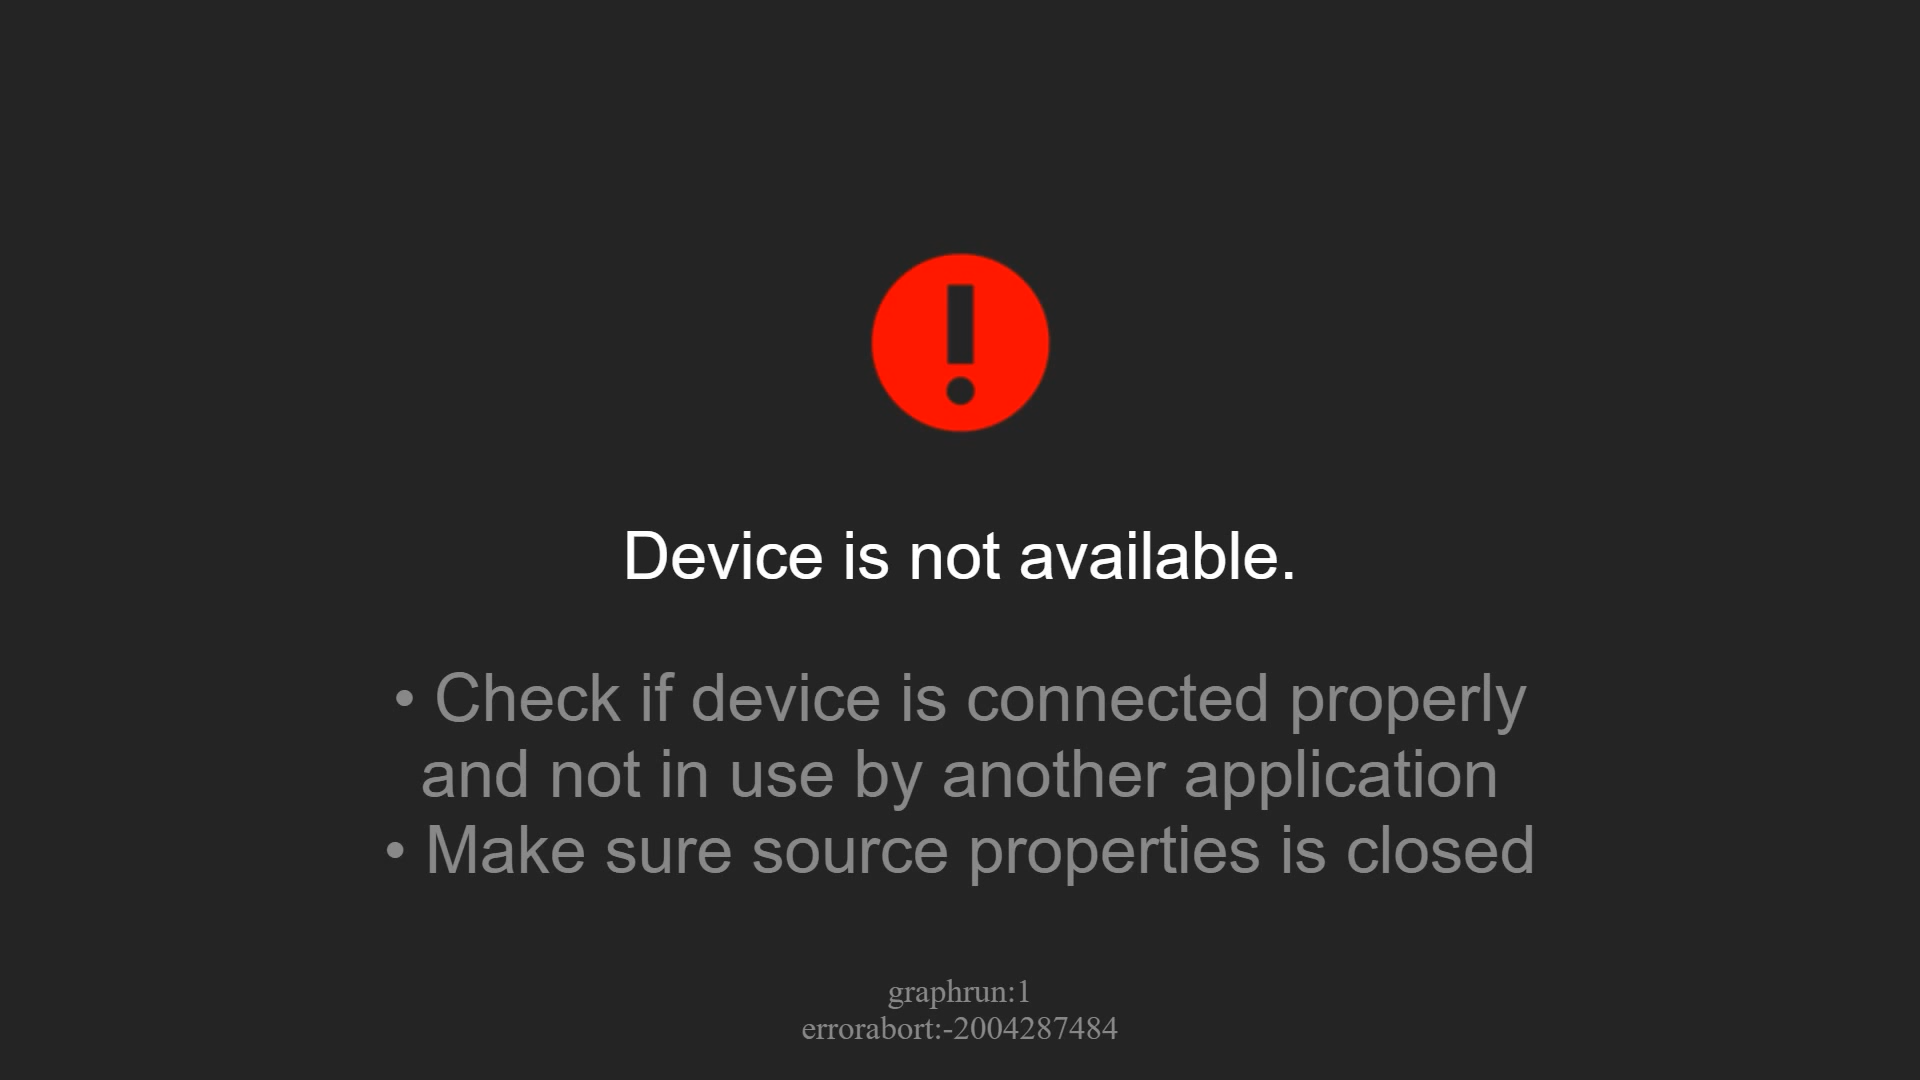 Device is not available.
• Check if device is connected properly
and not in use by another application
• Make sure source properties is closed
graphrun:1
errorabort:-2004287484